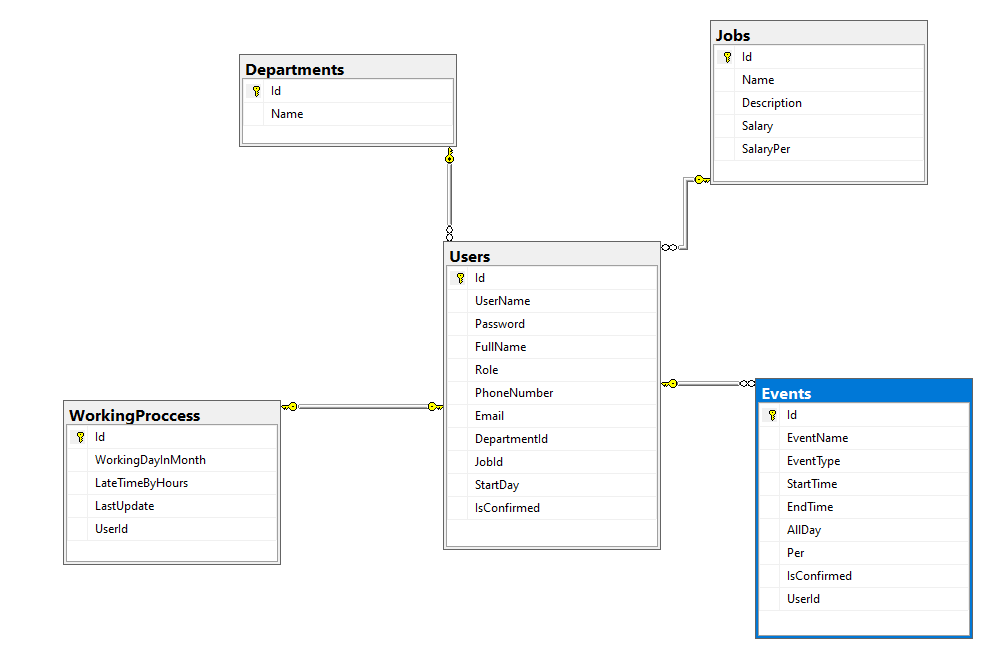 Departments
Id
Name
Jobs
Id
Name
Description
Salary
SalaryPer
Users
Id
UserName
Password
FullName
Role
PhoneNumber
Email
DepartmentId
JobId
StartDay
IsConfirmed
WorkingProccess
Id
WorkingDayInMonth
LateTimeByHours
LastUpdate
UserId
Events
Id
EventName
EventType
StartTime
EndTime
AllDay
Per
IsConfirmed
UserId